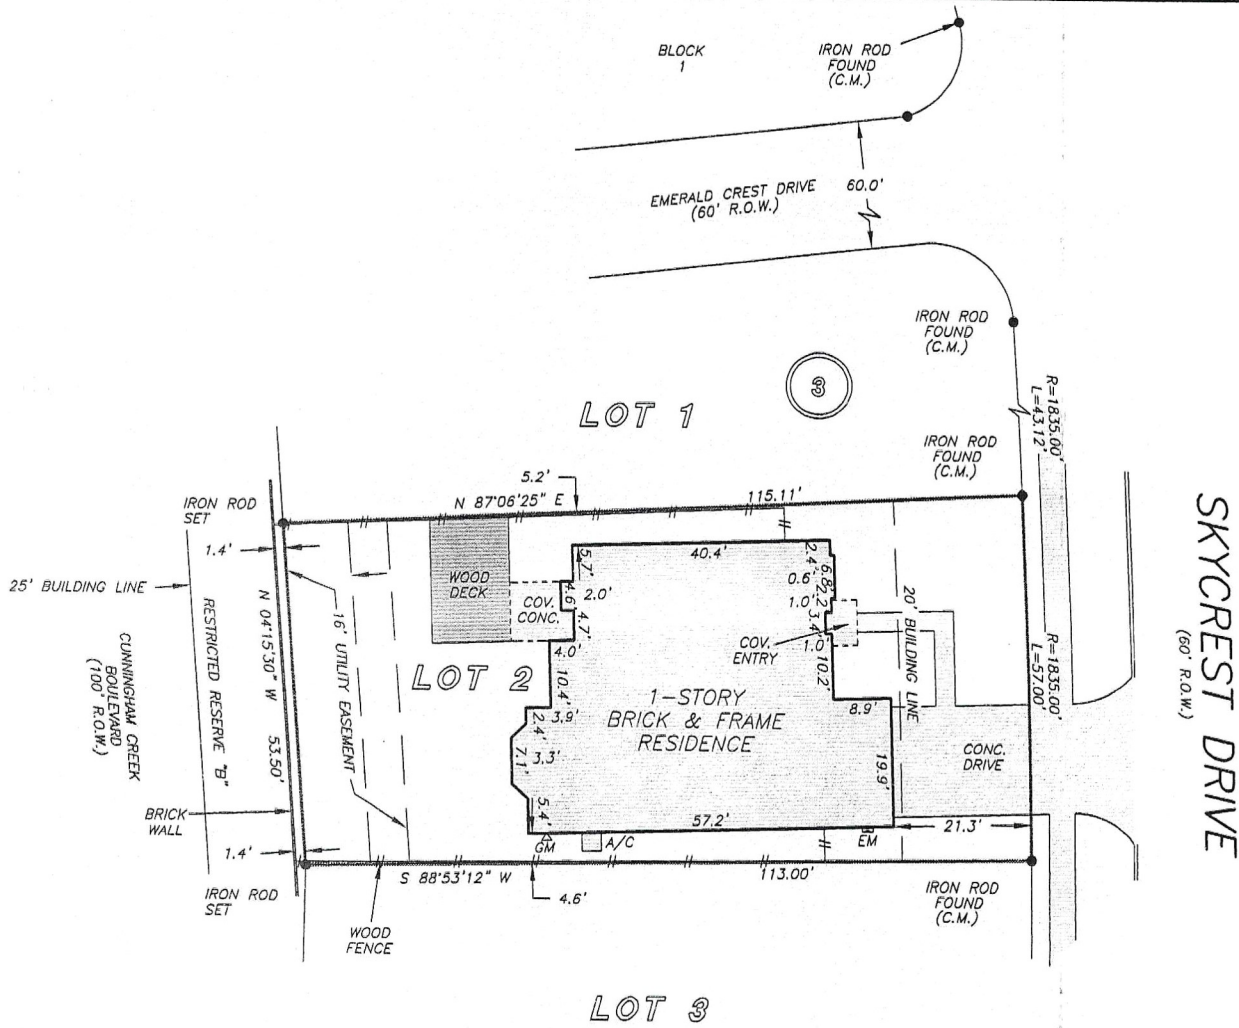 BLOCK
1
IRON ROD
FOUND
(C.M.)
EMERALD CREST DRIVE
(60' R.O.W.)
60.0'
IRON ROD
FOUND
(C.M.)
3
LOT 1
R=1835.00'
L=43.12'
IRON ROD
FOUND
(C.M.)
5.2'
N 87°06'25" E
115.11'
IRON ROD
SET
1.4'
25' BUILDING LINE
RESTRICTED RESERVE "B"
N 04°15'30" W 53.50'
16' UTILITY EASEMENT
CUNNINGHAM CREEK
BOULEVARD
(100' R.O.W.)
WOOD
DECK
COV.
CONC.
5.7'
4.6'
2.0'
4.7'
4.0'
10.4'
3.9'
2.4'
7.1'
3.3'
5.4'
40.4'
2.4'
6.8'
0.6'
2.2'
1.0'
3.4'
1.0'
10.2'
COV.
ENTRY
20' BUILDING LINE
LOT 2
1-STORY
BRICK & FRAME
RESIDENCE
8.9'
19.9'
CONC.
DRIVE
R=1835.00'
L=57.00'
SKYCREST DRIVE
(60' R.O.W.)
BRICK
WALL
57.2'
21.3'
GM
A/C
EM
1.4'
IRON ROD
SET
S 88°53'12" W
113.00'
4.6'
WOOD
FENCE
IRON ROD
FOUND
(C.M.)
LOT 3